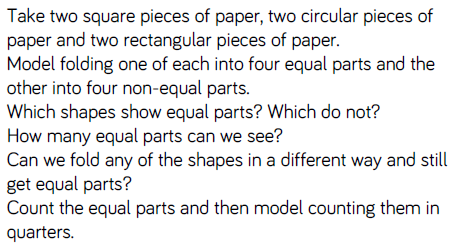 Take two square pieces of paper, two circular pieces of
paper and two rectangular pieces of paper.
Model folding one of each into four equal parts and the
other into four non-equal parts.
Which shapes show equal parts? Which do not?
How many equal parts can we see?
Can we fold any of the shapes in a different way and still
get equal parts?
Count the equal parts and then model counting them in
quarters.